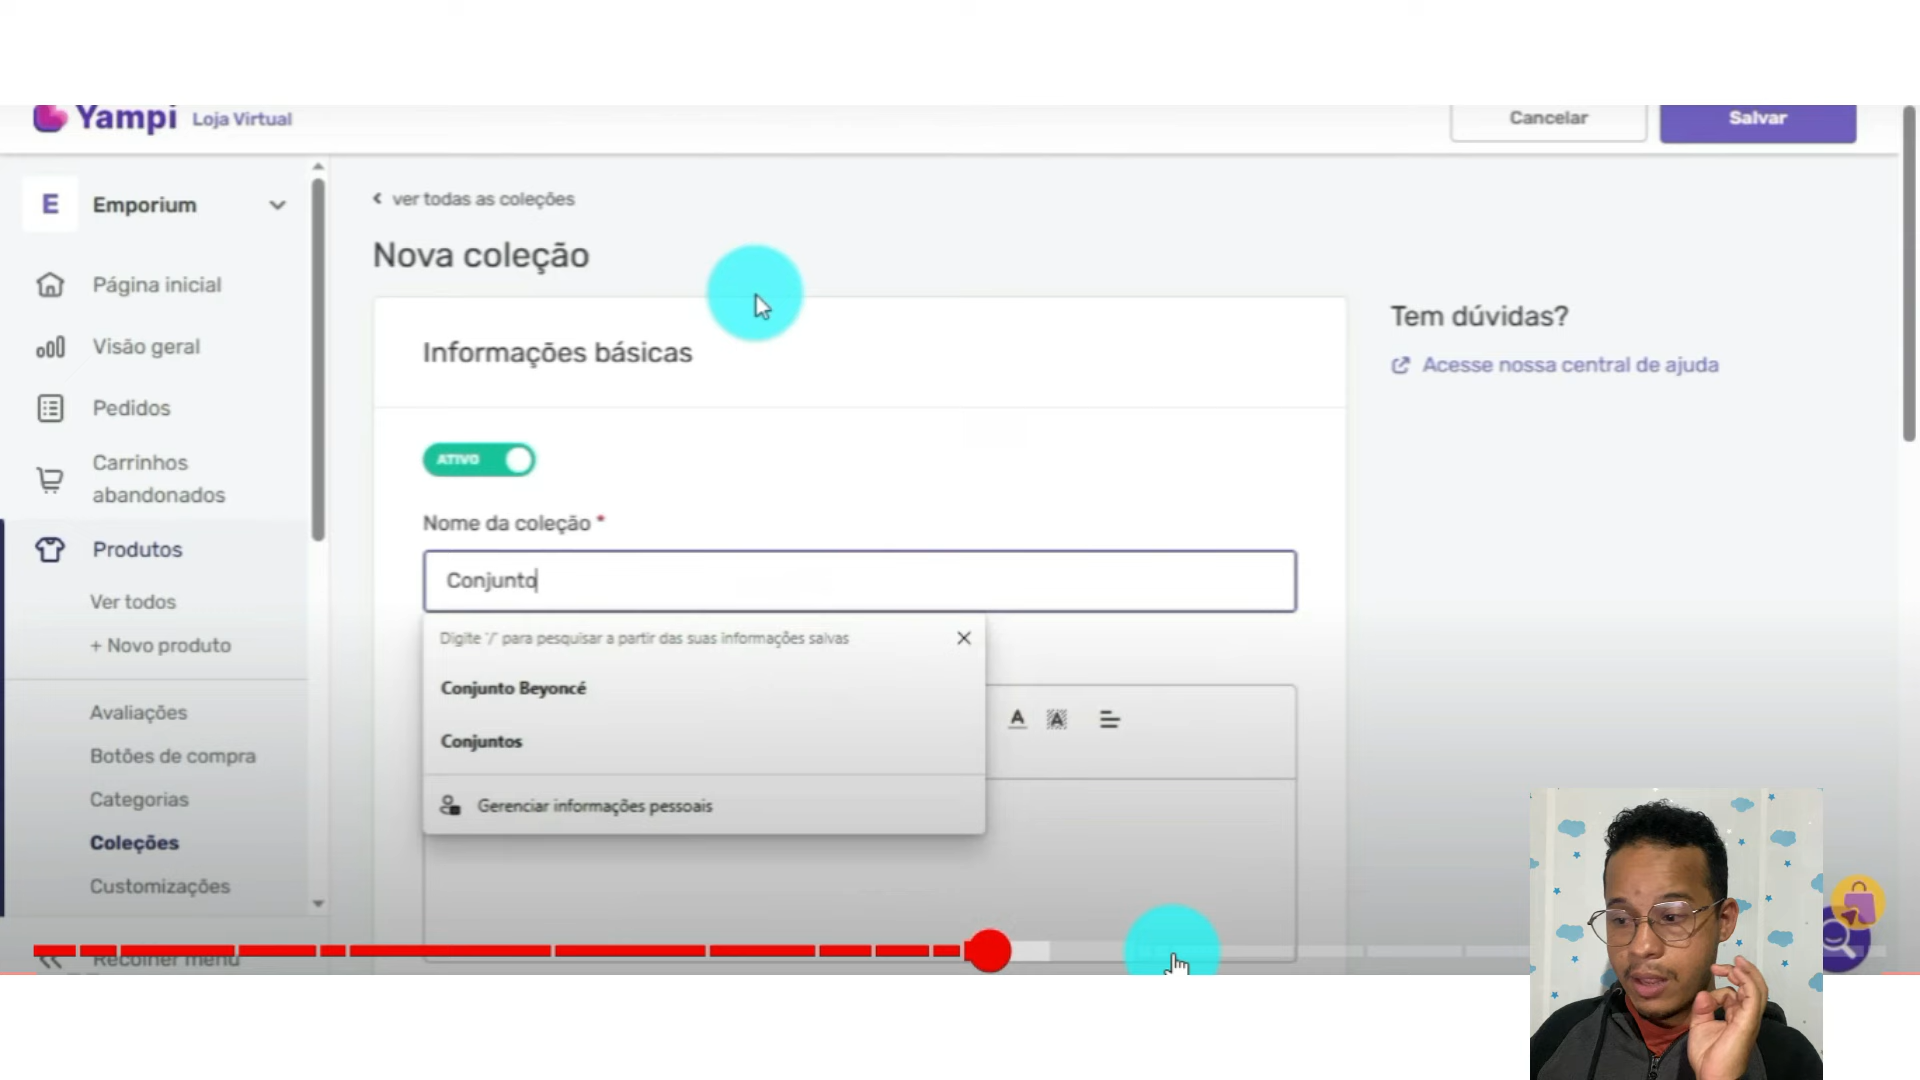 Yampi Loja Virtual
Cancelar
Salvar
E Emporium
Página inicial
Visão geral
Pedidos
Carrinhos
abandonados
Produtos
Ver todos
+ Novo produto
Avaliações
Botões de compra
Categorias
Coleções
Customizações
Recolher menu
ver todas as coleções
Nova coleção
Informações básicas
ATIVO
Nome da coleção *
Conjunto
Digite '/' para pesquisar a partir das suas informações salvas
Conjunto Beyoncé
Conjuntos
Gerenciar informações pessoais
A A
Tem dúvidas?
Acesse nossa central de ajuda